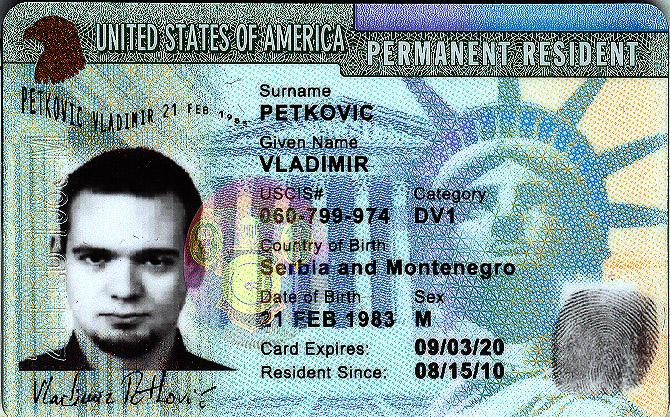 UNITED STATES OF AMERICA
PERMANENT RESIDENT
PETKOVIC VLADIMIR 21 FEB
Surname
PETKOVIC
Given Name
VLADIMIR
USCIS# Category
060-799-974 DV1
Country of Birth
Serbia and Montenegro
Date of Birth Sex
21 FEB 1983 M
Card Expires: 09/03/20
Resident Since: 08/15/10
Vladimir Petković